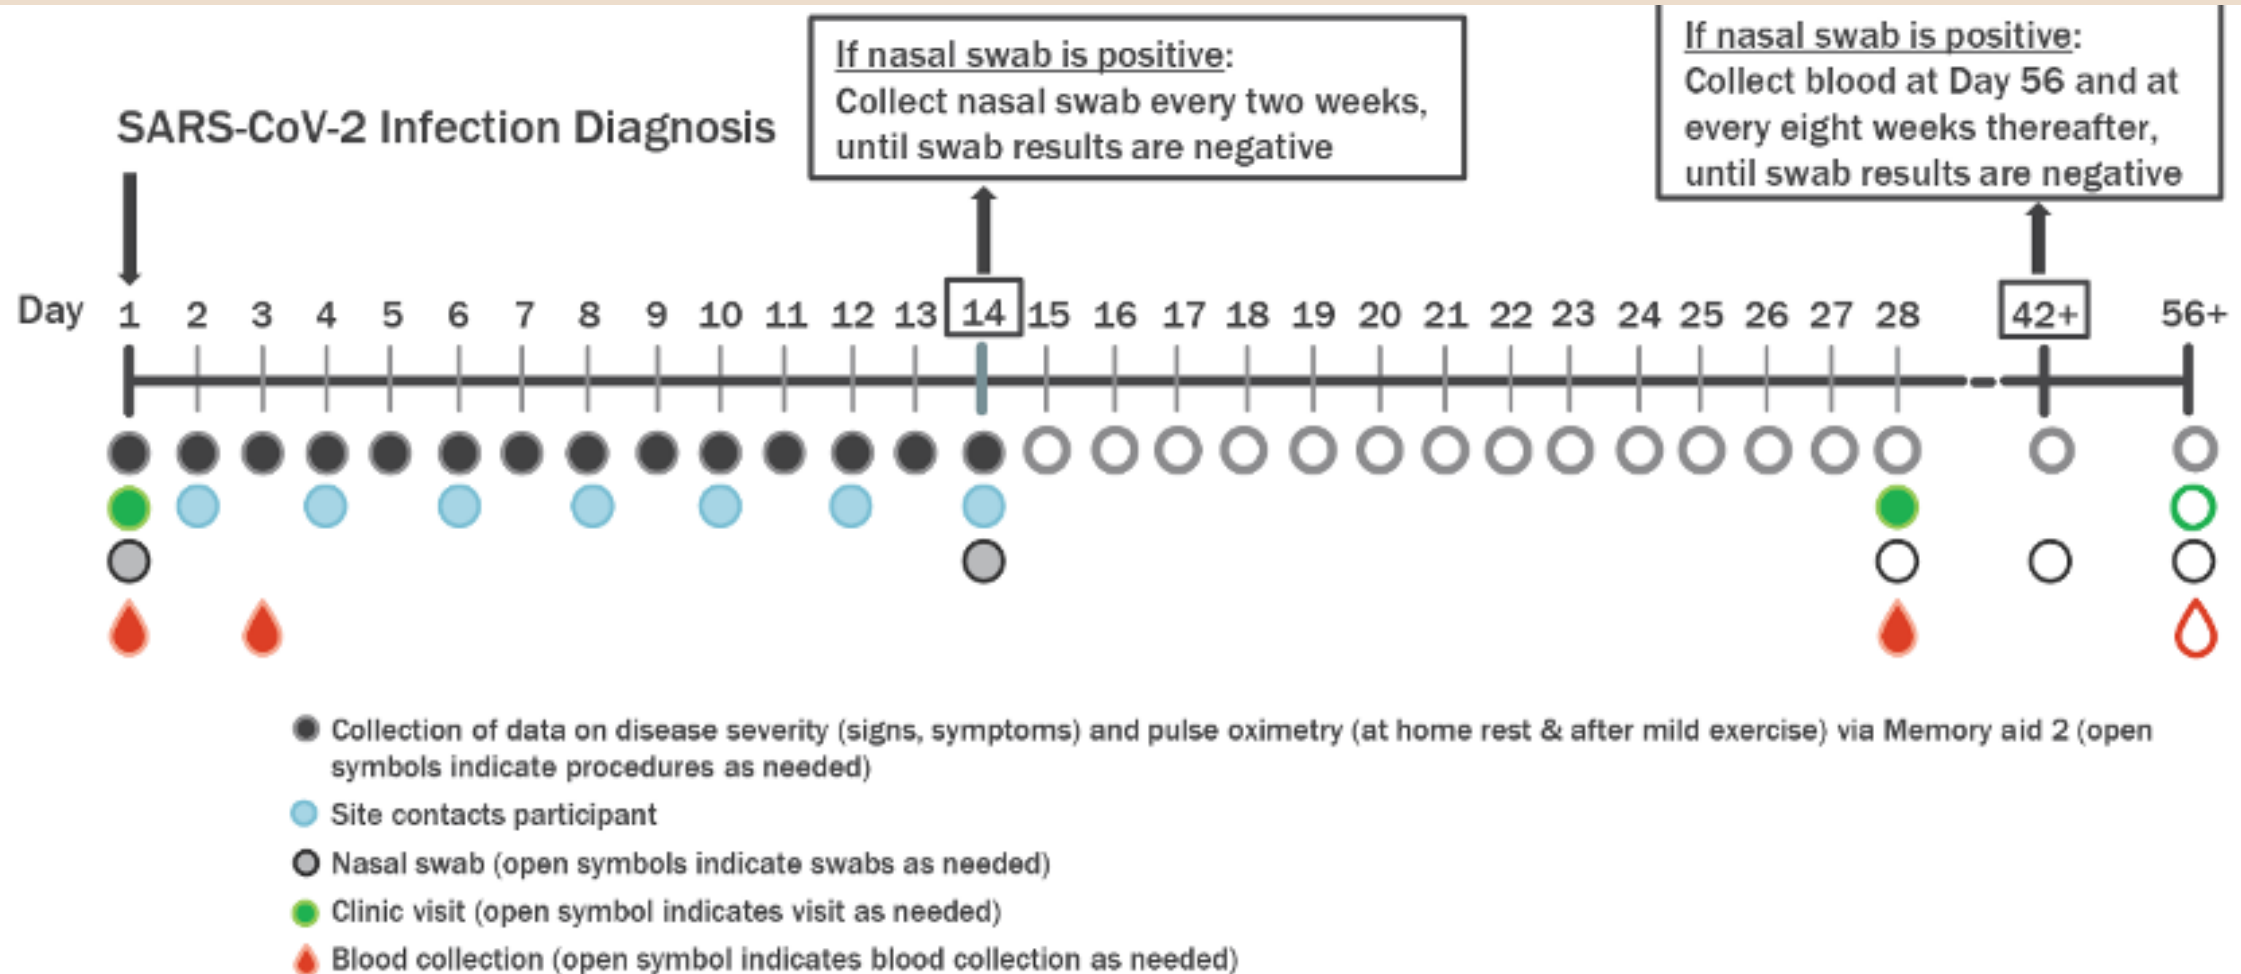 If nasal swab is positive:
Collect nasal swab every two weeks,
until swab results are negative
If nasal swab is positive:
Collect blood at Day 56 and at
every eight weeks thereafter,
until swab results are negative
SARS-CoV-2 Infection Diagnosis
Day 1 2 3 4 5 6 7 8 9 10 11 12 13 14 15 16 17 18 19 20 21 22 23 24 25 26 27 28 42+ 56+
Collection of data on disease severity (signs, symptoms) and pulse oximetry (at home rest & after mild exercise) via Memory aid 2 (open
symbols indicate procedures as needed)
Site contacts participant
Nasal swab (open symbols indicate swabs as needed)
Clinic visit (open symbol indicates visit as needed)
Blood collection (open symbol indicates blood collection as needed)